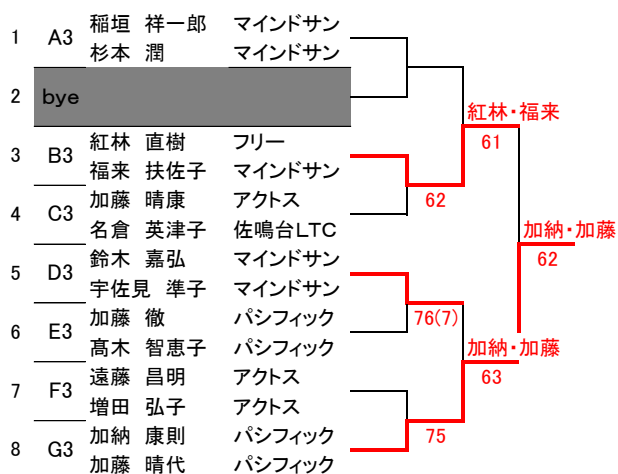 1 A3 稲垣 祥一郎 マインドサン
杉本 潤 マインドサン
2 bye
紅林・福来
3 B3 紅林 直樹 フリー 61
福来 扶佐子 マインドサン
4 C3 加藤 晴康 アクトス 62
名倉 英津子 佐鳴台LTC 加納・加藤
5 D3 鈴木 嘉弘 マインドサン 62
宇佐見 準子 マインドサン
6 E3 加藤 徹 パシフィック 76(7)
髙木 智恵子 パシフィック 加納・加藤
7 F3 遠藤 昌明 アクトス 63
増田 弘子 アクトス
8 G3 加納 康則 パシフィック 75
加藤 晴代 パシフィック